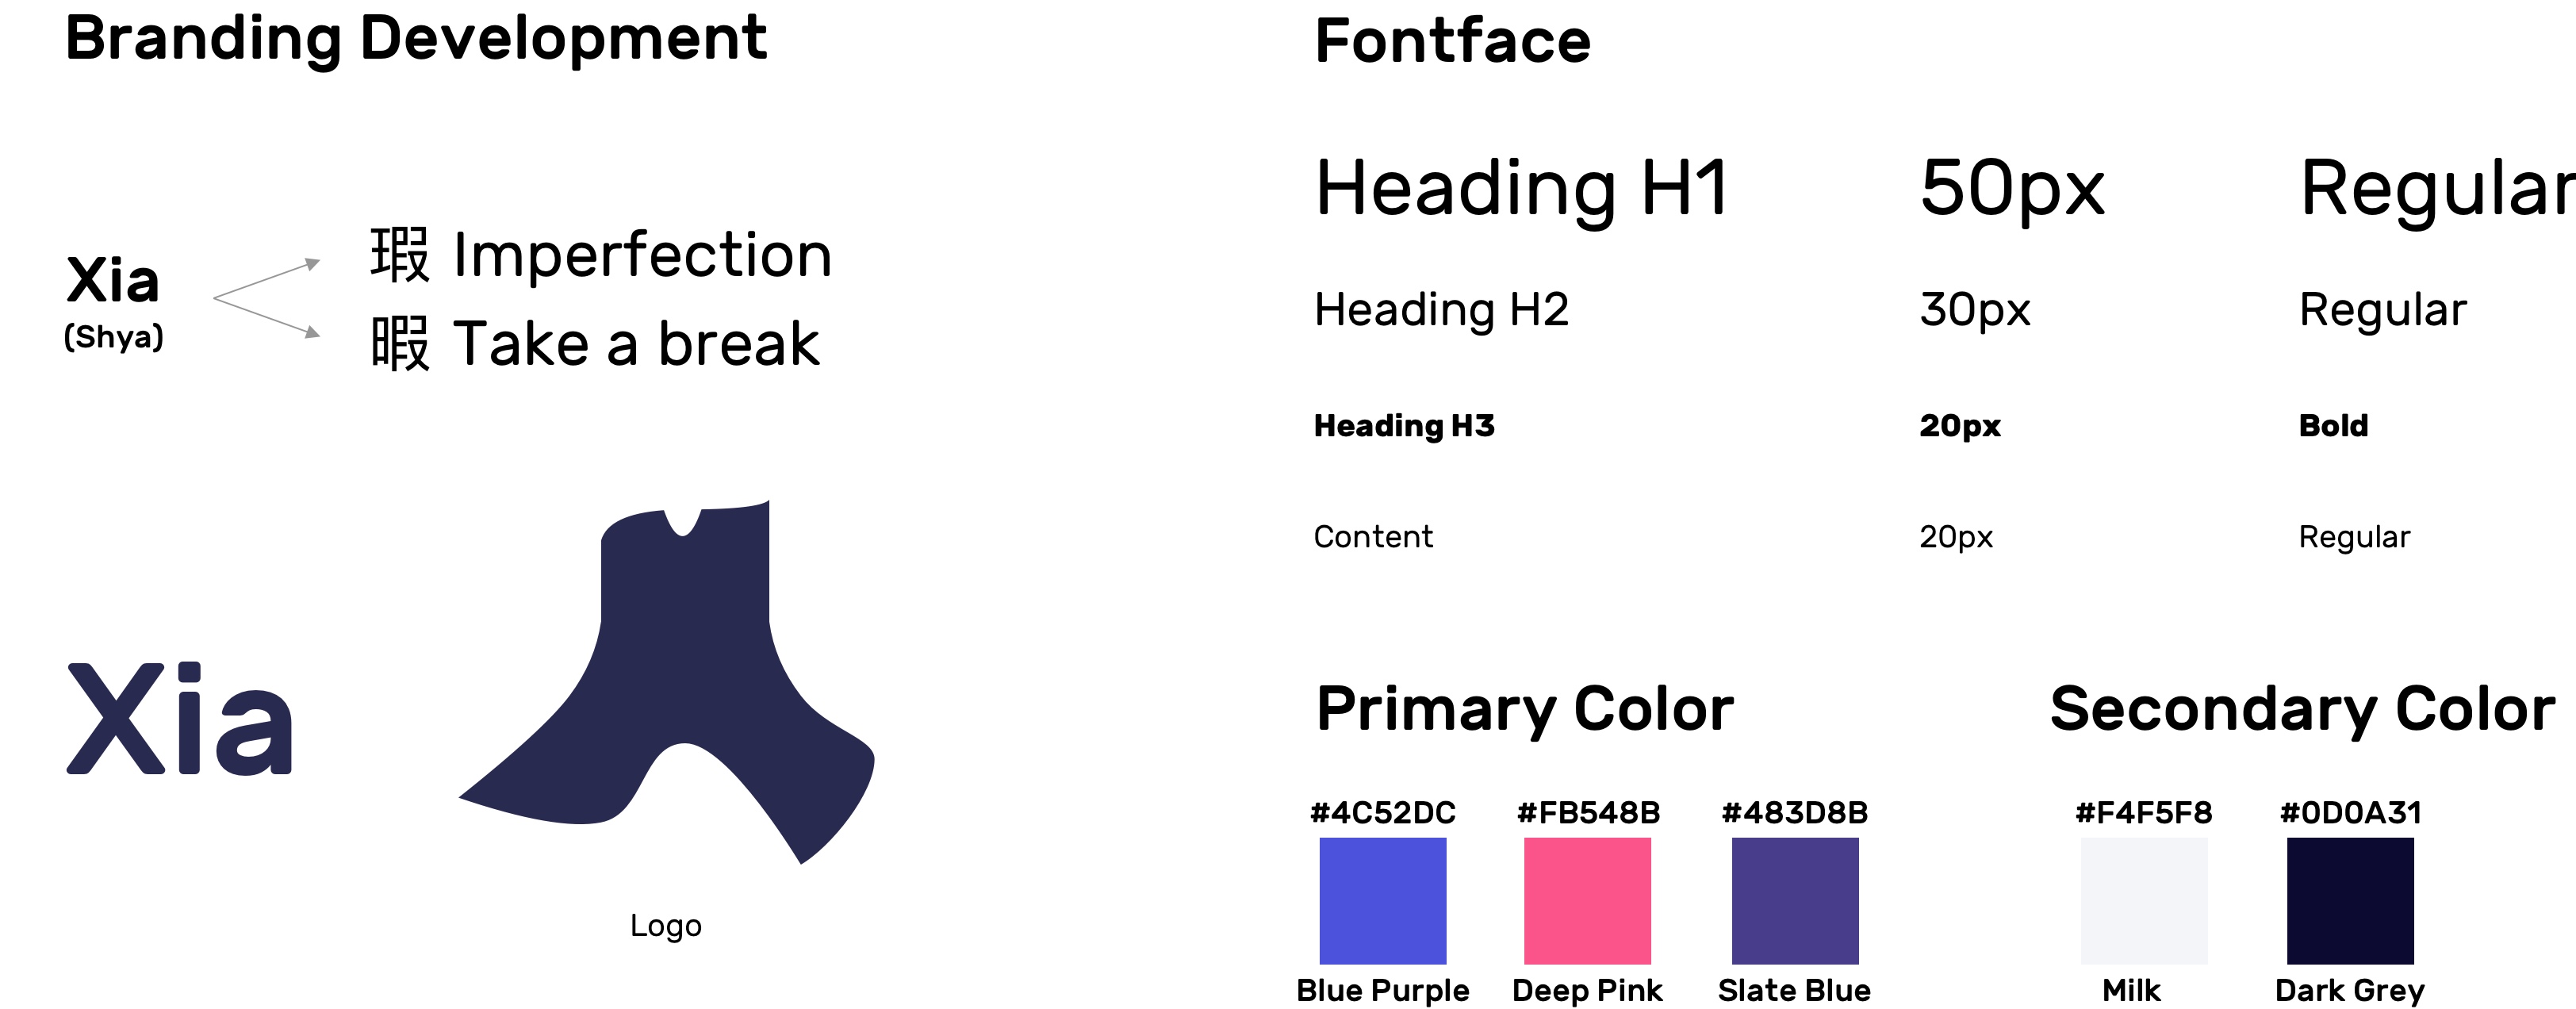 Branding Development
Xia
(Shya)
瑕 Imperfection
暇 Take a break
Xia
Logo
Fontface
Heading H1 50px Regular
Heading H2 30px Regular
Heading H3 20px Bold
Content 20px Regular
Primary Color
#4C52DC #FB548B #483D8B
Blue Purple Deep Pink Slate Blue
Secondary Color
#F4F5F8 #0D0A31
Milk Dark Grey